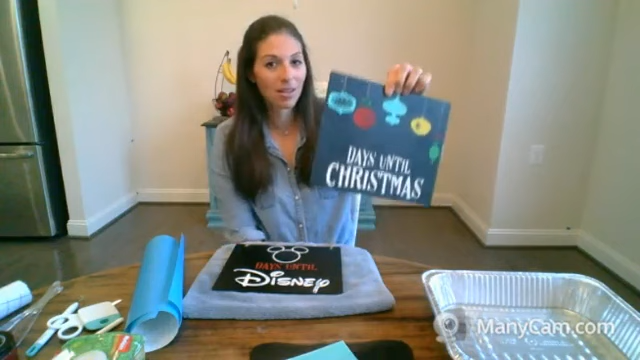 DAYS UNTIL
CHRISTMAS
DAYS UNTIL
Disney
ManyCam.com